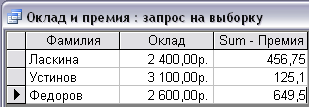 Оклад и премия : запрос на выборку
Фамилия Оклад Sum - Премия
Ласкина 2 400,00р. 456,75
Устинов 3 100,00р. 125,1
Федоров 2 600,00р. 649,5